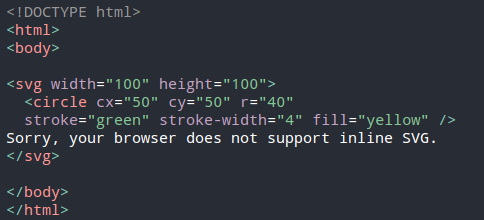 <!DOCTYPE html>
<html>
<body>
<svg width="100" height="100">
<circle cx="50" cy="50" r="40"
stroke="green" stroke-width="4" fill="yellow" />
Sorry, your browser does not support inline SVG.
</svg>
</body>
</html>